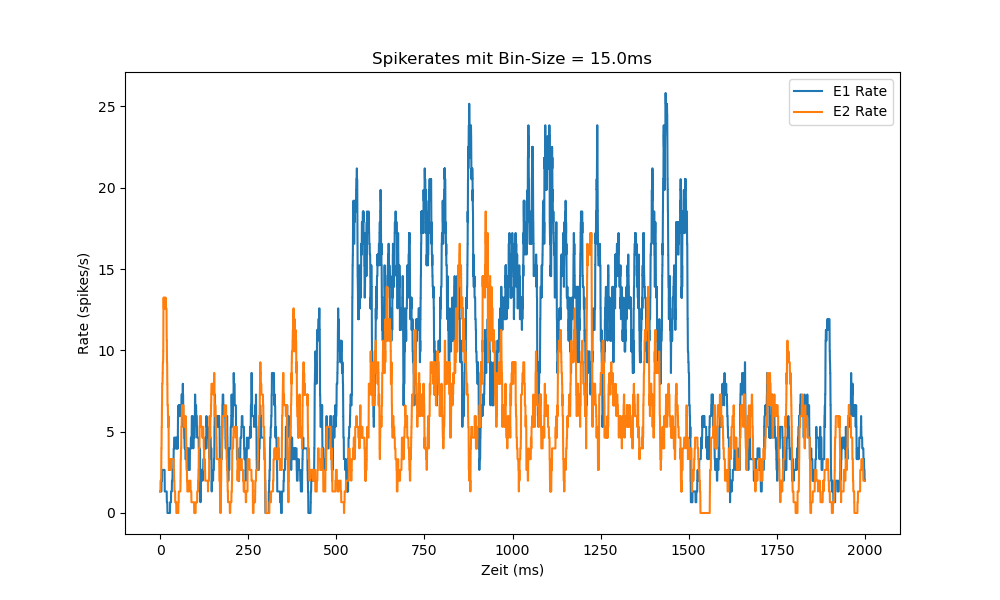 Spikerates mit Bin-Size = 15.0ms
E1 Rate
E2 Rate
25
20
15
10
5
0
Rate (spikes/s)
0 250 500 750 1000 1250 1500 1750 2000
Zeit (ms)